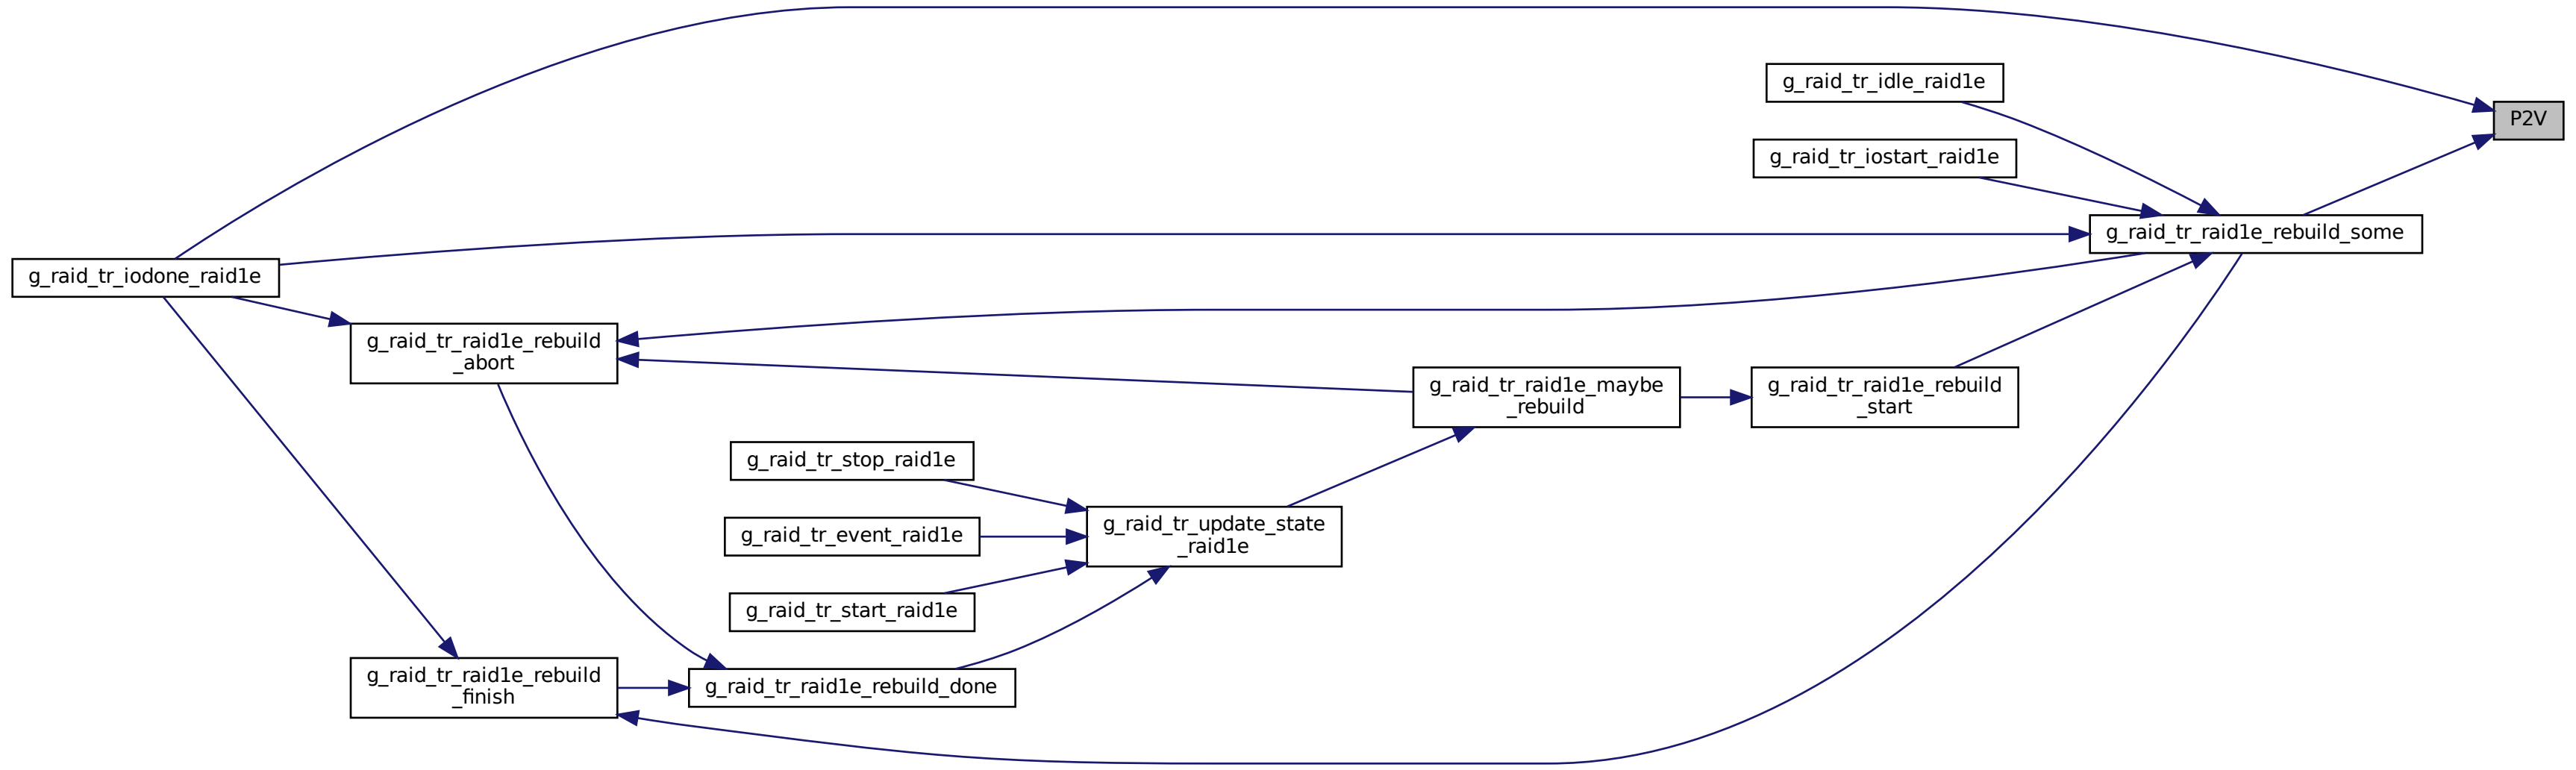 g_raid_tr_idle_raid1e
P2V
g_raid_tr_iostart_raid1e
g_raid_tr_raid1e_rebuild_some
g_raid_tr_iodone_raid1e
g_raid_tr_raid1e_rebuild
_abort
g_raid_tr_raid1e_maybe
_rebuild
g_raid_tr_raid1e_rebuild
_start
g_raid_tr_stop_raid1e
g_raid_tr_event_raid1e
g_raid_tr_update_state
_raid1e
g_raid_tr_start_raid1e
g_raid_tr_raid1e_rebuild
_finish
g_raid_tr_raid1e_rebuild_done